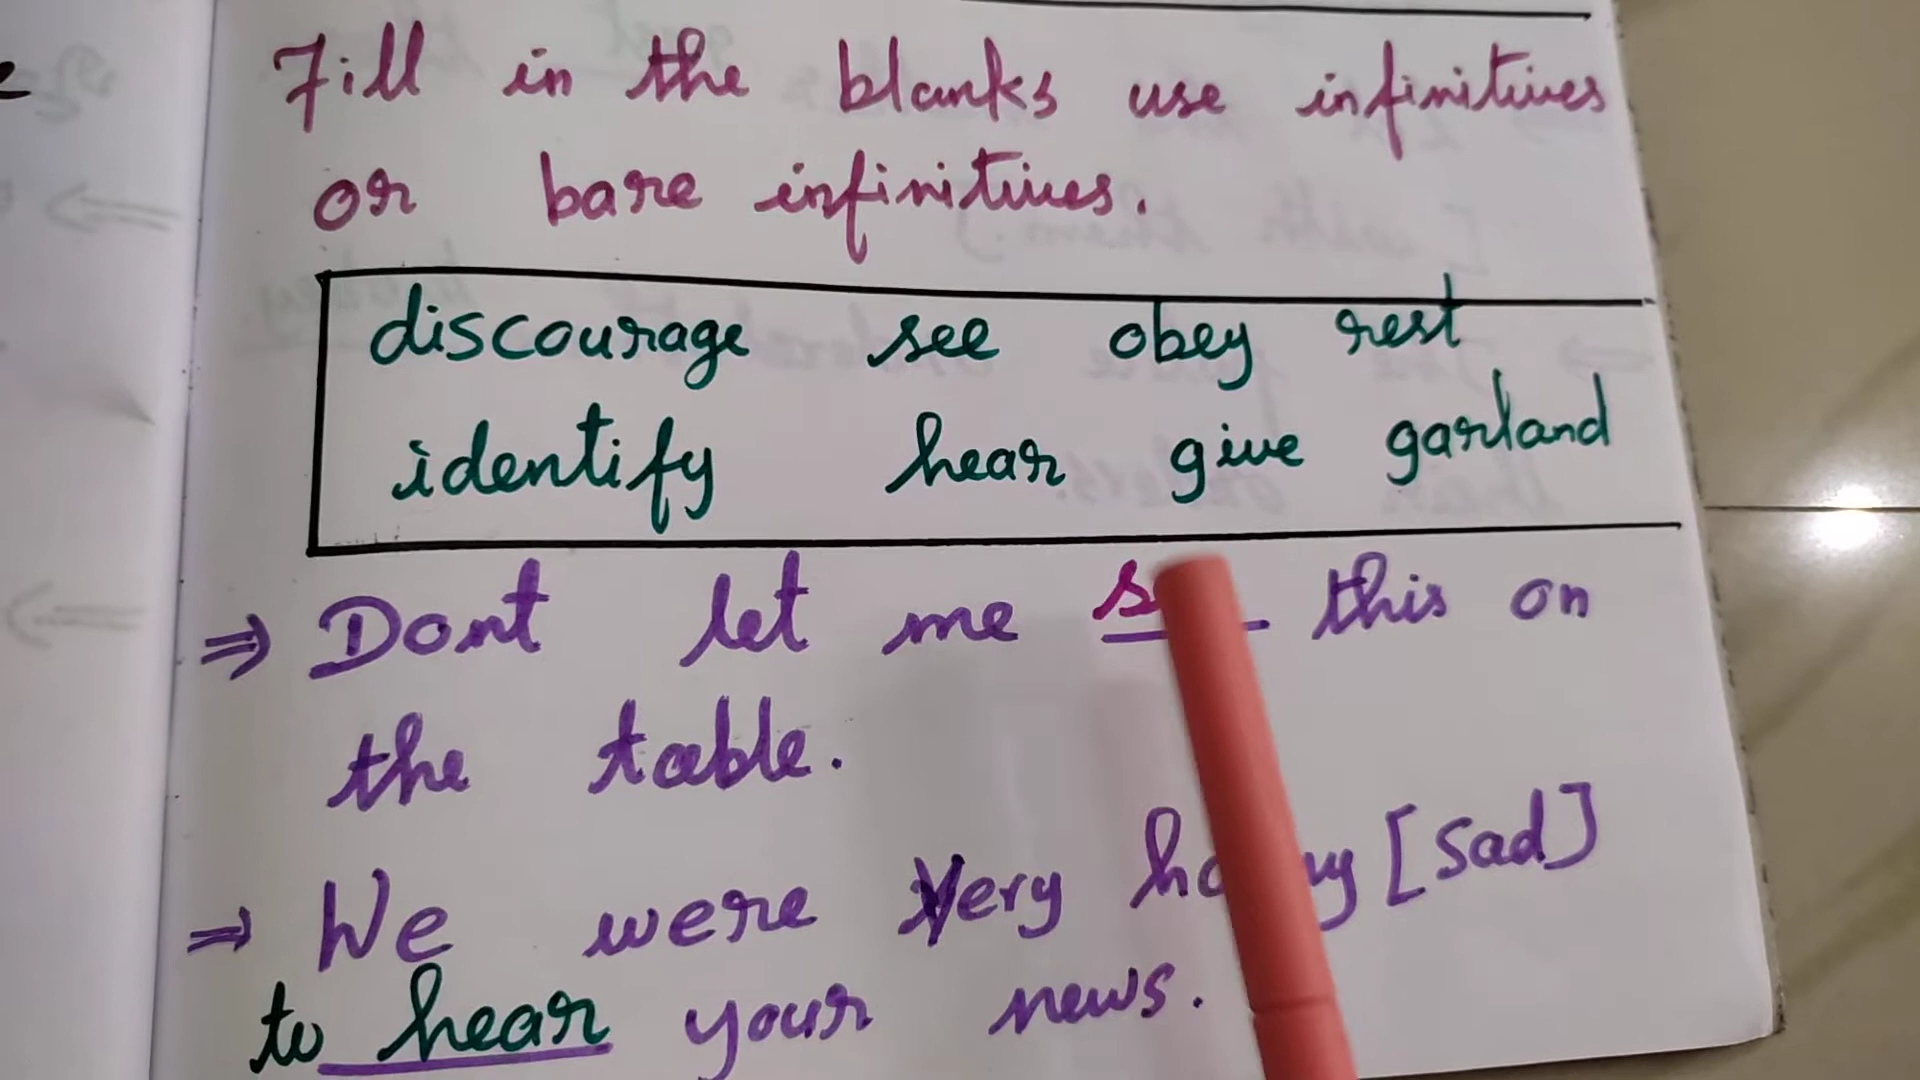 Fill in the blanks use infinitives
or bare infinitives.
discourage see obey rest
identify hear give garland
⇒ Dont let me this on
the table.
⇒ We were Very [sad]
to hear your news.